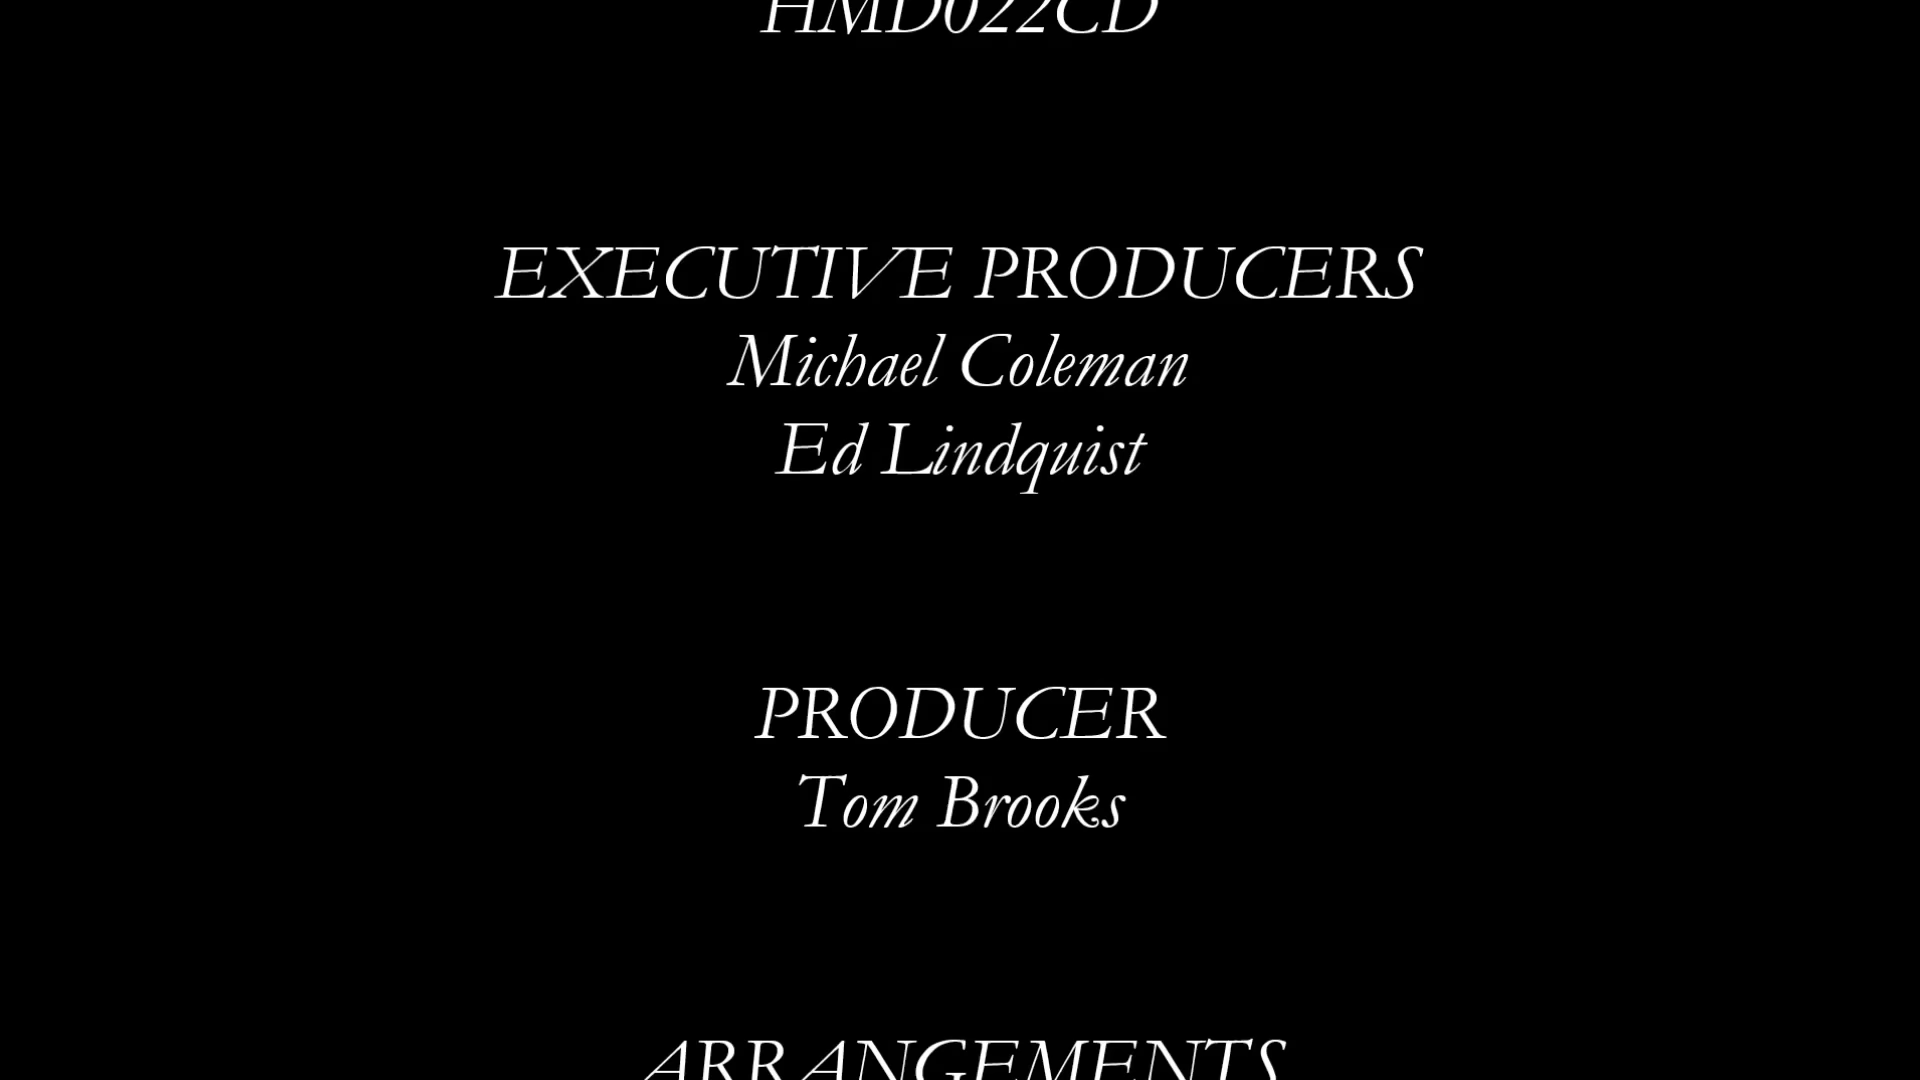 HMD022CD
EXECUTIVE PRODUCERS
Michael Coleman
Ed Lindquist
PRODUCER
Tom Brooks
ARRANGEMENTS